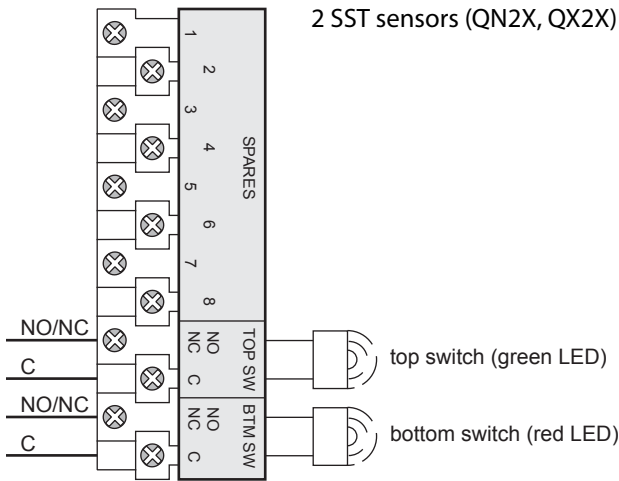 2 SST sensors (QN2X, QX2X)
1
2
3
4
5
6
7
8
SPARES
NO/NC
C
NO
NC
C
TOP SW
top switch (green LED)
NO/NC
C
NO
NC
C
BTM SW
bottom switch (red LED)